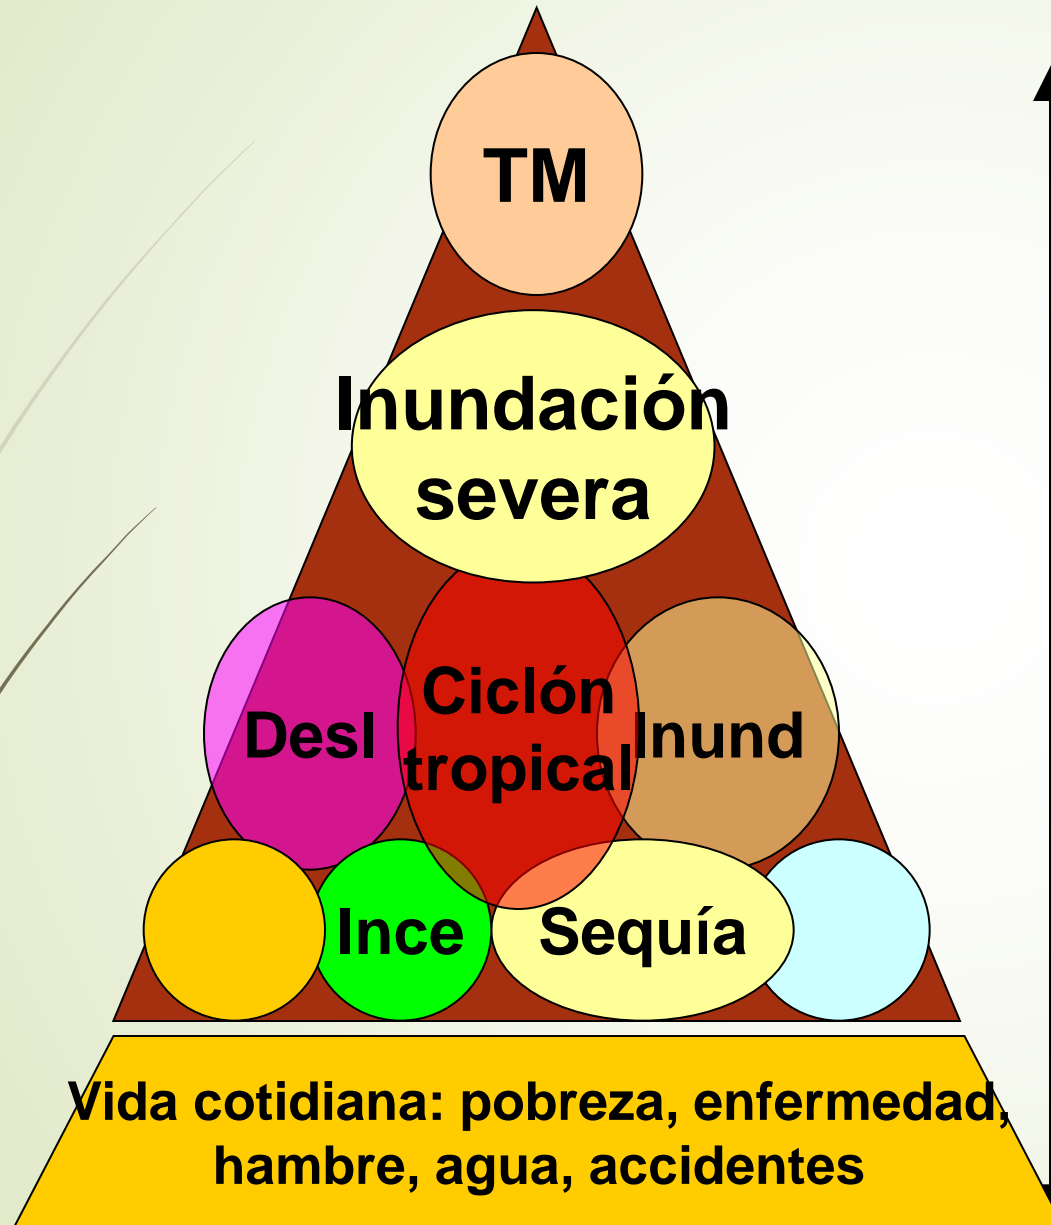 TM
Inundación
severa
Desl
Ciclón
tropical
Inund
Ince
Sequía
Vida cotidiana: pobreza, enfermedad,
hambre, agua, accidentes